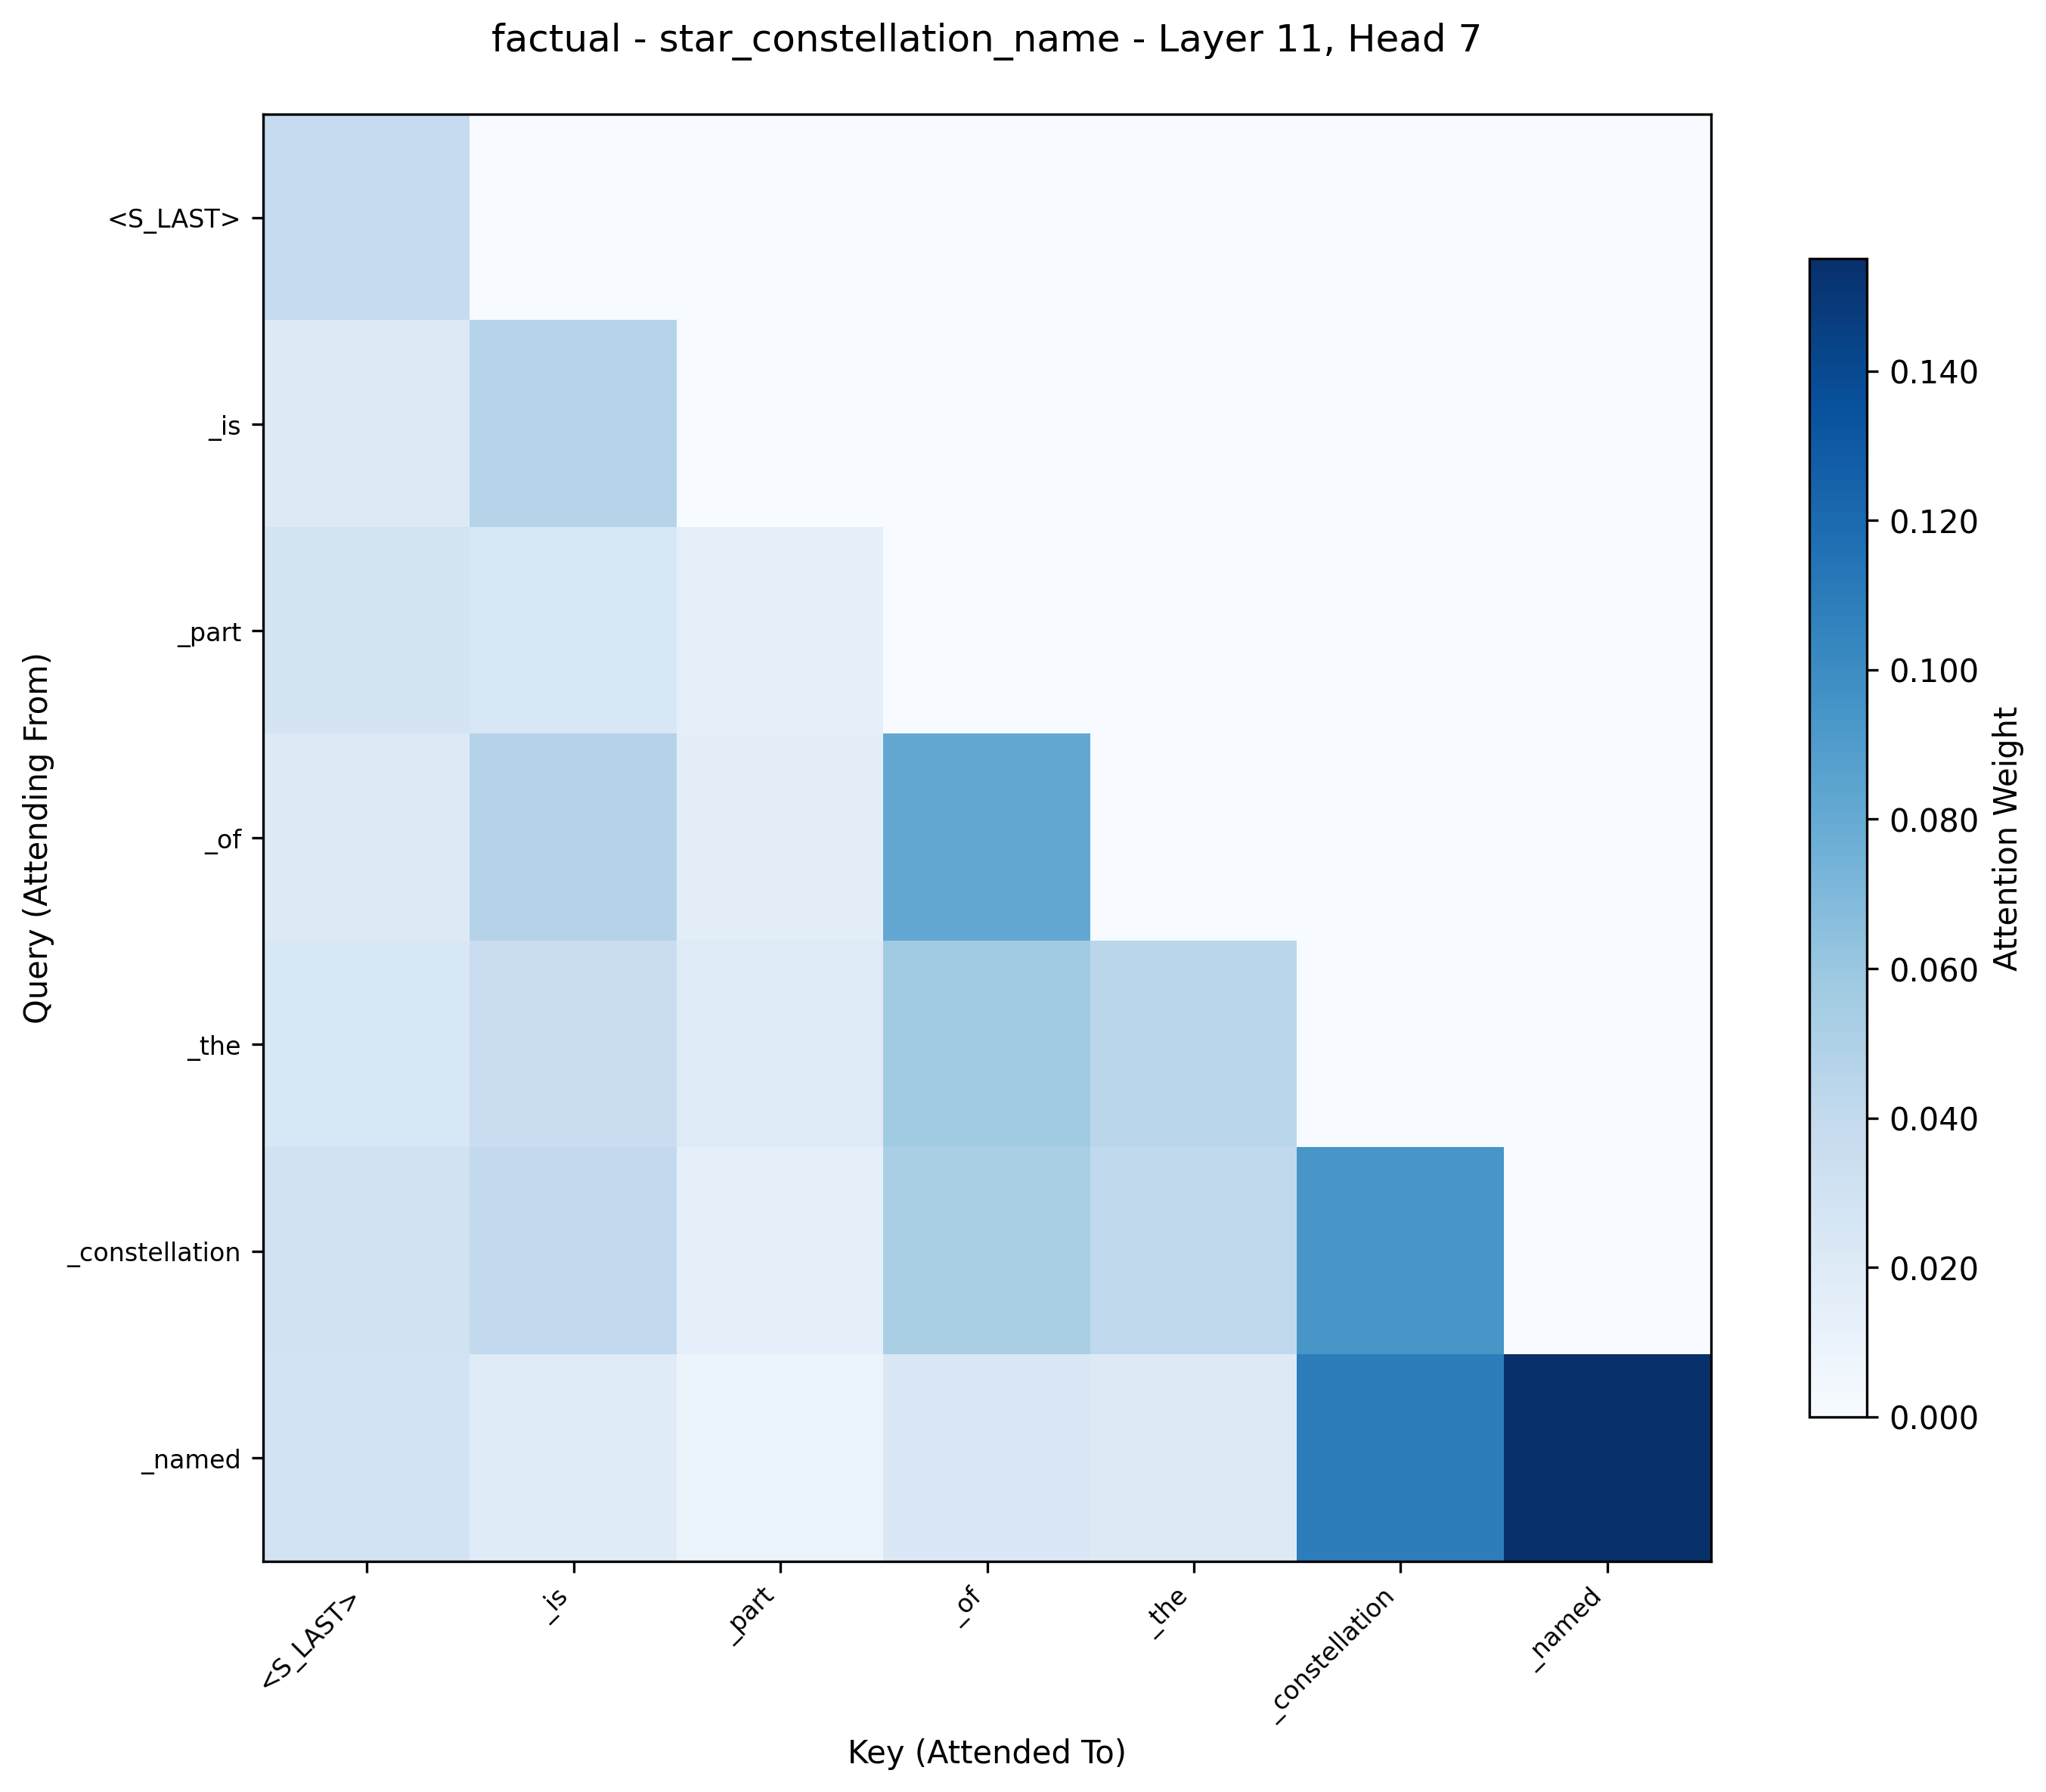 factual - star_constellation_name - Layer 11, Head 7
Query (Attending From)
<S_LAST>
_is
_part
_of
_the
_constellation
_named
<S_LAST>
_is
_part
_of
_the
_constellation
_named
Key (Attended To)
0.140
0.120
0.100
0.080
0.060
0.040
0.020
0.000
Attention Weight